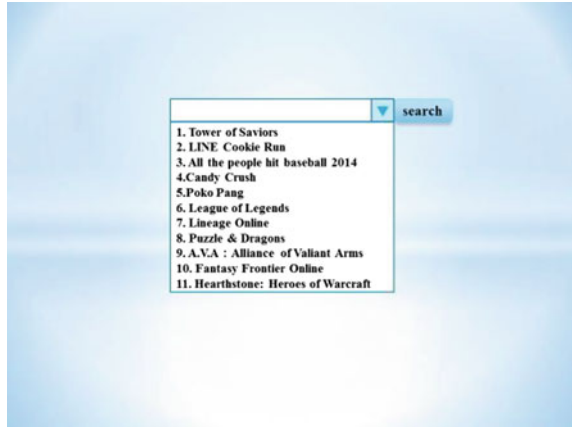 search
1. Tower of Saviors
2. LINE Cookie Run
3. All the people hit baseball 2014
4.Candy Crush
5.Poko Pang
6. League of Legends
7. Lineage Online
8. Puzzle & Dragons
9. A.V.A : Alliance of Valiant Arms
10. Fantasy Frontier Online
11. Hearthstone: Heroes of Warcraft